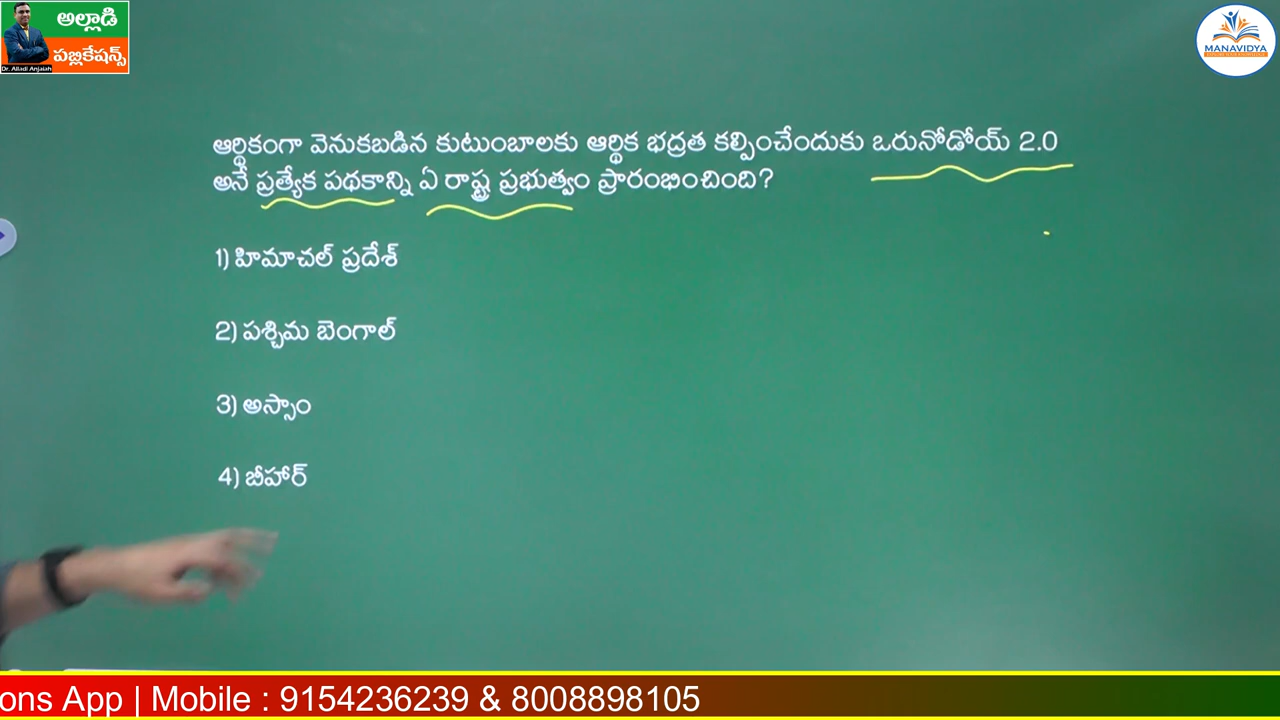 అల్లాడి
పబ్లికేషన్స్
Dr. Alladi Anjaiah
MANAVIDYA
ఆర్థికంగా వెనుకబడిన కుటుంబాలకు ఆర్థిక భద్రత కల్పించేందుకు ఒరునోడోయ్ 2.0
అనే ప్రత్యేక పథకాన్ని ఏ రాష్ట్ర ప్రభుత్వం ప్రారంభించింది?
1) హిమాచల్ ప్రదేశ్
2) పశ్చిమ బెంగాల్
3) అస్సాం
4) బీహార్
ons App | Mobile : 9154236239 & 8008898105